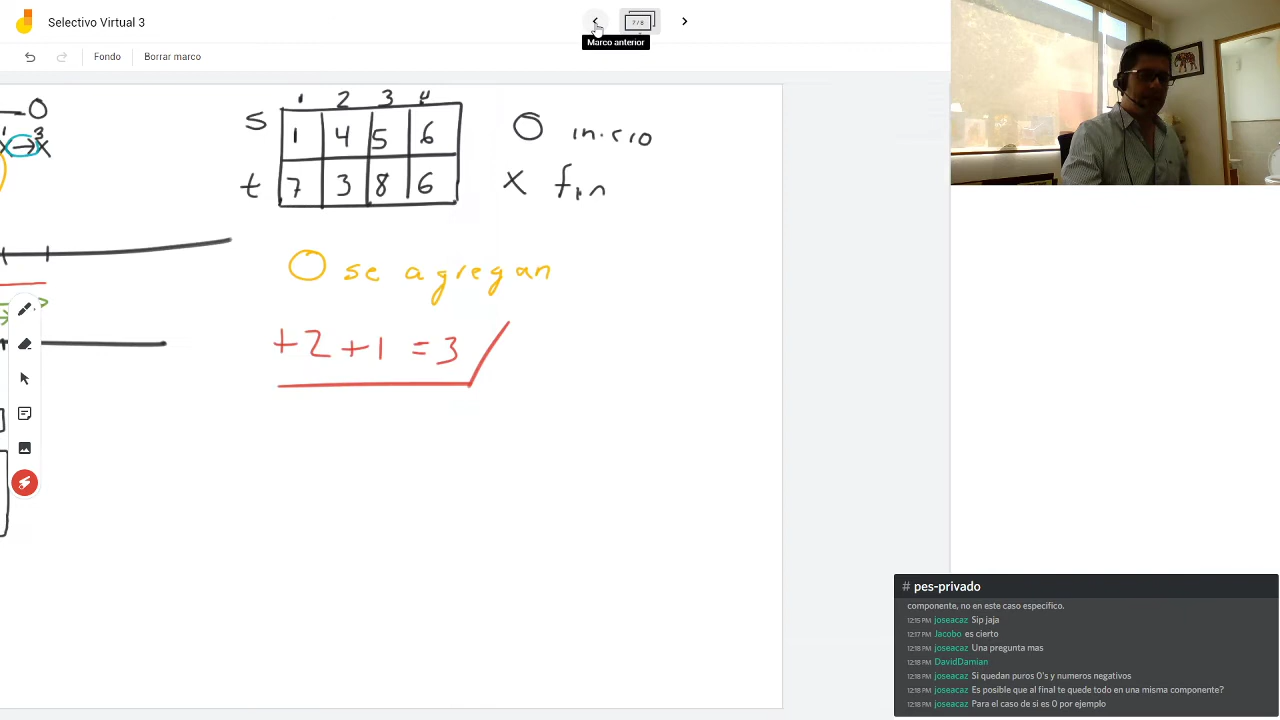 Selectivo Virtual 3
7 / 8
Marco anterior
Fondo
Borrar marco
O
1 3
x → x
1 2 3 4
s 1 4 5 6
t 7 3 8 6
O inicio
x fin
O se agregan
+2 +1 = 3
# pes-privado
componente, no en este caso especifico.
12:15 PM joseacaz Sip jaja
12:17 PM Jacobo es cierto
12:18 PM joseacaz Una pregunta mas
12:18 PM DavidDamian
12:18 PM joseacaz Si quedan puros 0's y numeros negativos
12:18 PM joseacaz Es posible que al final te quede todo en una misma componente?
12:18 PM joseacaz Para el caso de si es 0 por ejemplo